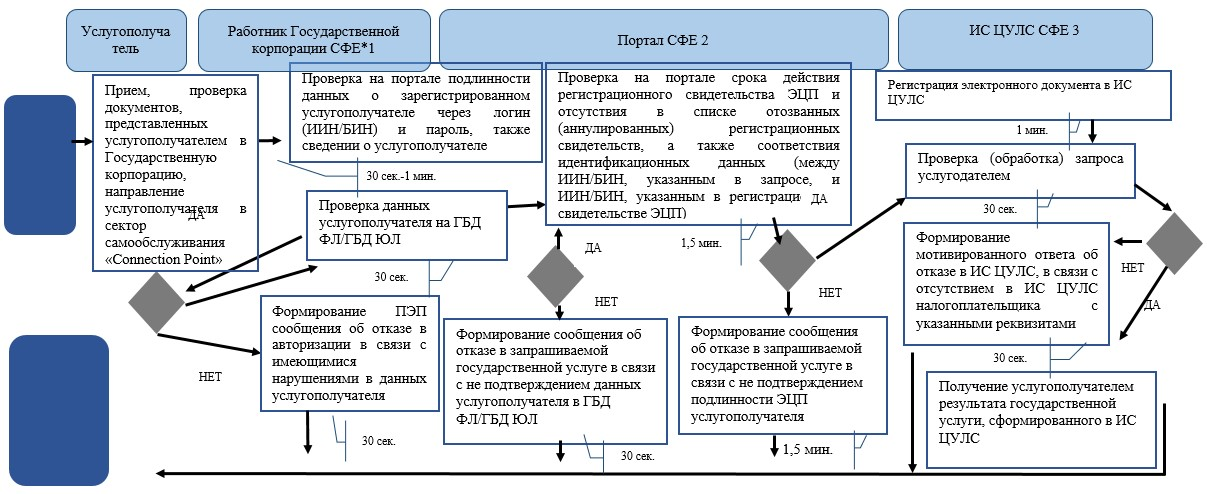 Услугополуча
тель
Работник Государственной
корпорации СФЕ*1
Портал СФЕ 2
ИС ЦУЛС СФЕ 3
Прием, проверка
документов,
представленных
услугополучателем в
Государственную
корпорацию,
направление
услугополучателя в
сектор
самообслуживания
«Connection Point»
ДА
НЕТ
Проверка на портале подлинности
данных о зарегистрированном
услугополучателе через логин
(ИИН/БИН) и пароль, также
сведении о услугополучателе
30 сек.-1 мин.
Проверка данных
услугополучателя на ГБД
ФЛ/ГБД ЮЛ
30 сек.
Формирование ПЭП
сообщения об отказе в
авторизации в связи с
имеющимися
нарушениями в данных
услугополучателя
30 сек.
Проверка на портале срока действия
регистрационного свидетельства ЭЦП и
отсутствия в списке отозванных
(аннулированных) регистрационных
свидетельств, а также соответствия
идентификационных данных (между
ИИН/БИН, указанным в запросе, и
ИИН/БИН, указанным в регистраци
свидетельстве ЭЦП)
ДА
1,5 мин.
ДА
НЕТ
НЕТ
Формирование сообщения об
отказе в запрашиваемой
государственной услуге в связи
с не подтверждением данных
услугополучателя в ГБД
ФЛ/ГБД ЮЛ
30 сек.
Формирование сообщения
об отказе в запрашиваемой
государственной услуге в
связи с не подтверждением
подлинности ЭЦП
услугополучателя
1,5 мин.
Регистрация электронного документа в ИС
ЦУЛС
1 мин.
Проверка (обработка) запроса
услугодателем
30 сек.
Формирование
мотивированного ответа об
отказе в ИС ЦУЛС, в связи с
отсутствием в ИС ЦУЛС
налогоплательщика с
указанными реквизитами
НЕТ
ДА
30 сек.
Получение услугополучателем
результата государственной
услуги, сформированного в ИС
ЦУЛС